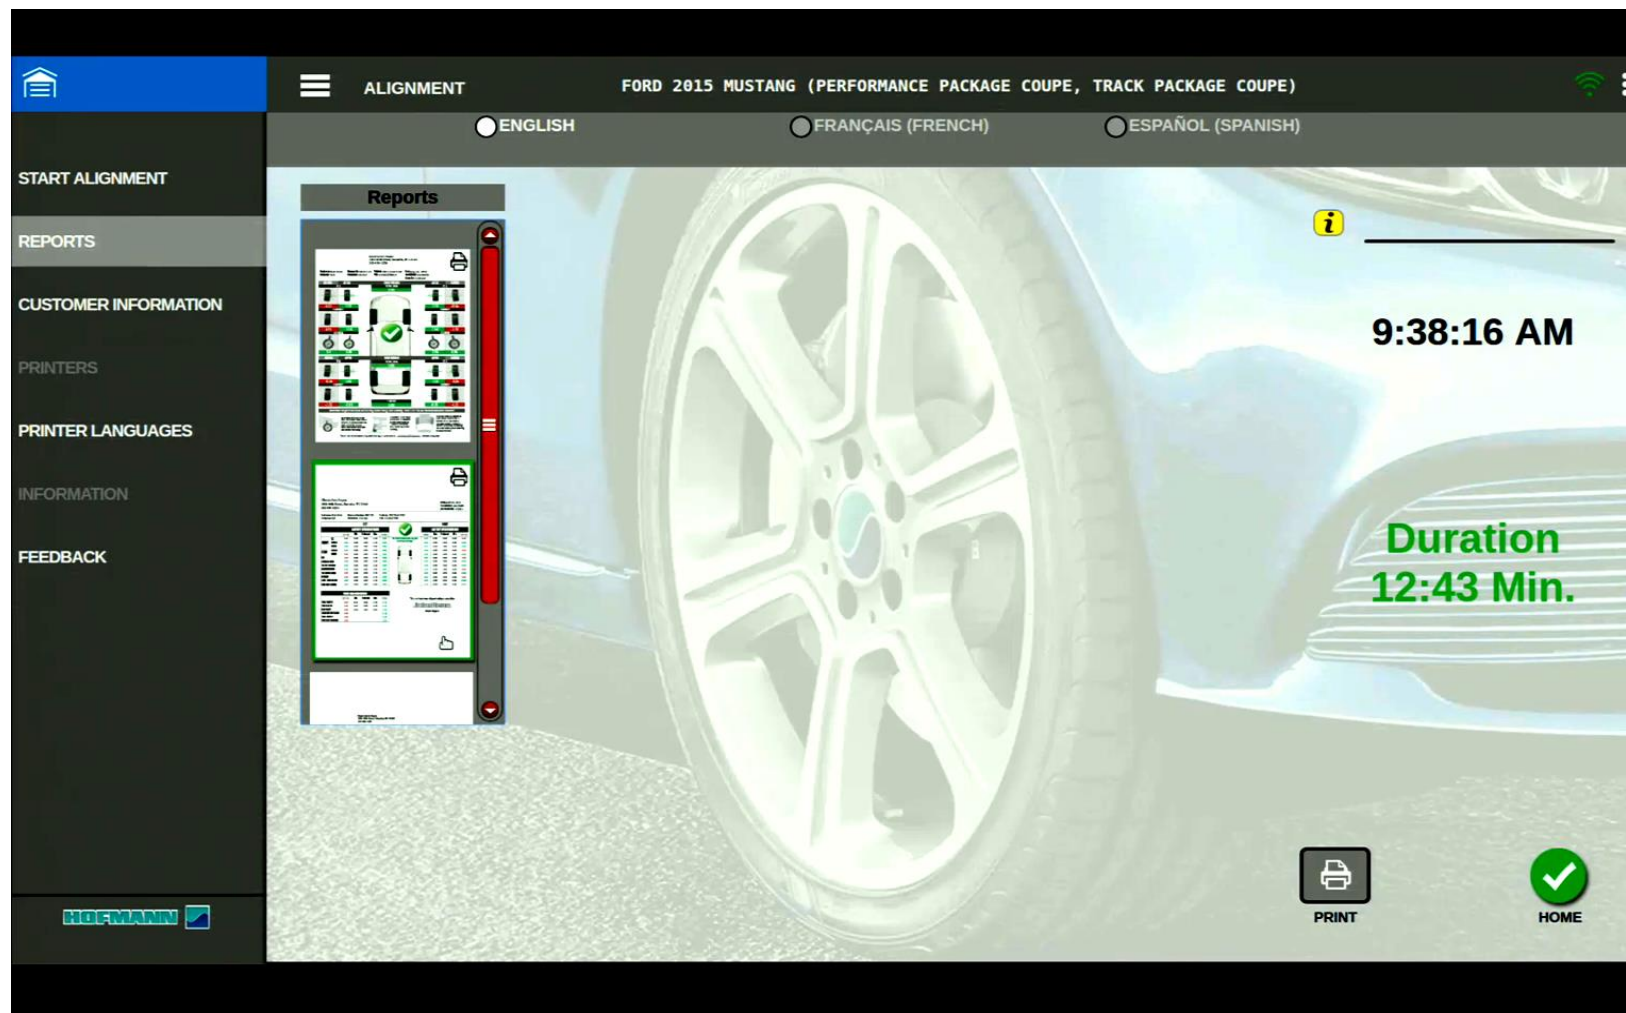 ALIGNMENT
FORD 2015 MUSTANG (PERFORMANCE PACKAGE COUPE, TRACK PACKAGE COUPE)
ENGLISH
FRANÇAIS (FRENCH)
ESPAÑOL (SPANISH)
START ALIGNMENT
REPORTS
CUSTOMER INFORMATION
PRINTERS
PRINTER LANGUAGES
INFORMATION
FEEDBACK
HOFMANN
Reports
i
9:38:16 AM
Duration
12:43 Min.
PRINT
HOME